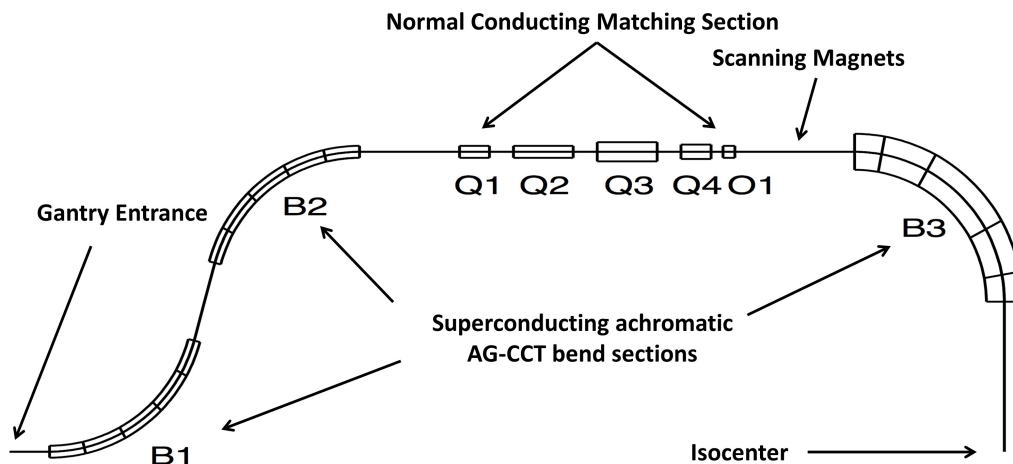 Normal Conducting Matching Section
Scanning Magnets
Q1 Q2 Q3 Q4 O1
Gantry Entrance
B2
B3
Superconducting achromatic
AG-CCT bend sections
B1
Isocenter